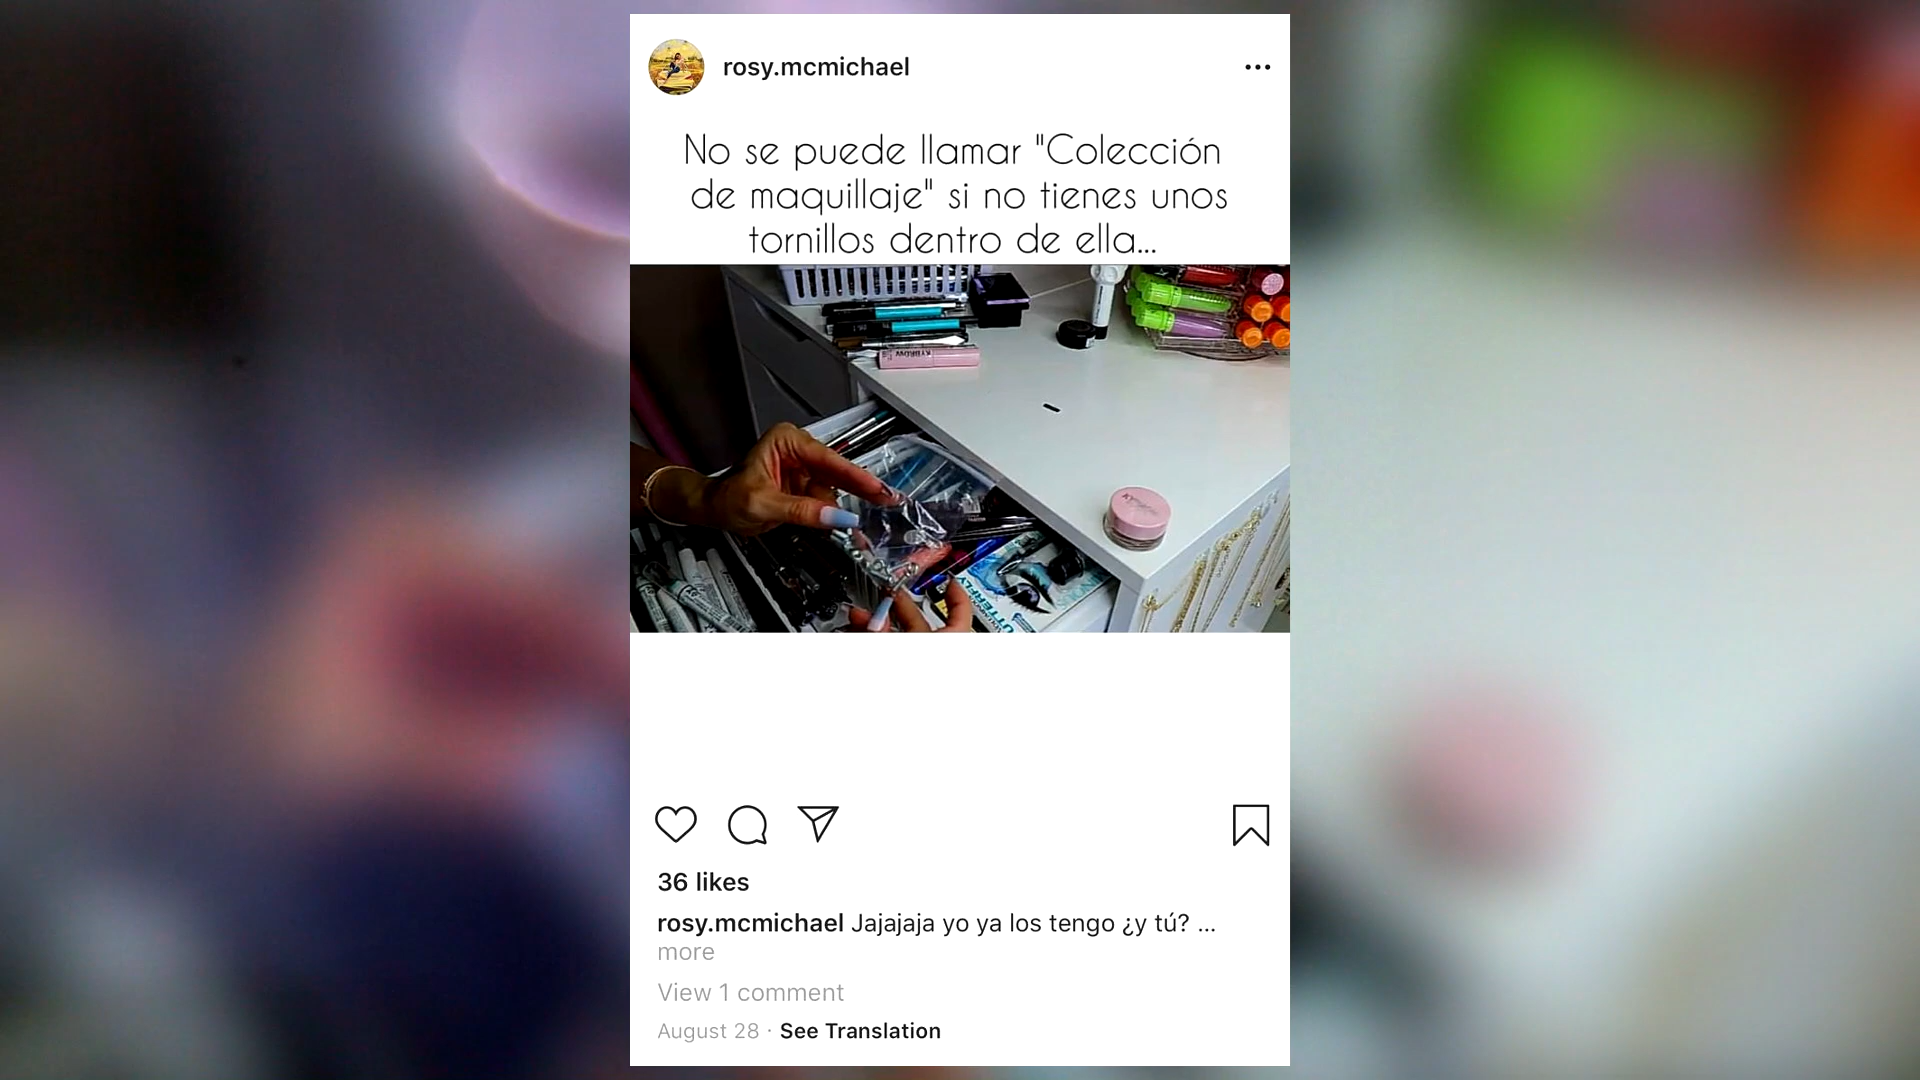 rosy.mcmichael
No se puede llamar "Colección
de maquillaje" si no tienes unos
tornillos dentro de ella...
KYBROW
36 likes
rosy.mcmichael Jajajaja yo ya los tengo ¿y tú? ...
more
View 1 comment
August 28 · See Translation